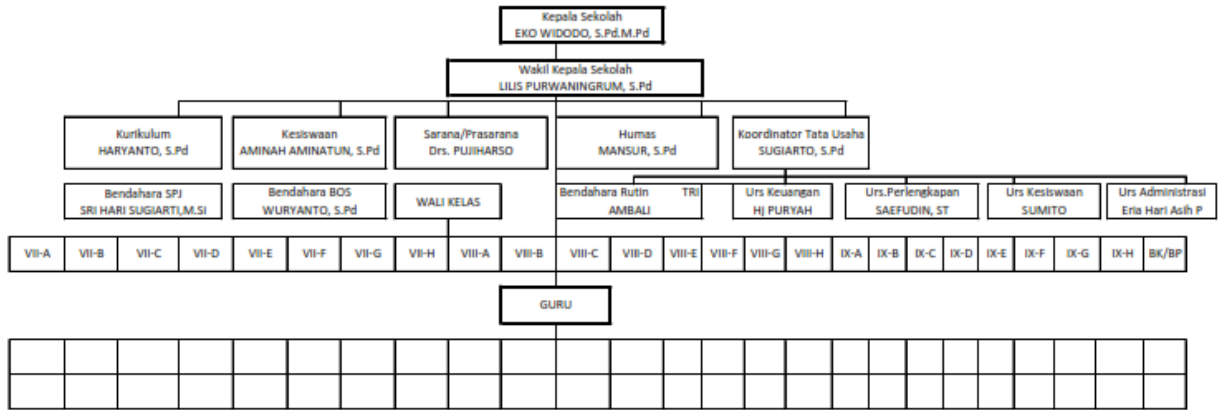 Kepala Sekolah
EKO WIDODO, S.Pd.M.Pd
Wakil Kepala Sekolah
LILIS PURWANINGRUM, S.Pd
Kurikulum
HARYANTO, S.Pd
Kesiswaan
AMINAH AMINATUN, S.Pd
Sarana/Prasarana
Drs. PUJIHARSO
Humas
MANSUR, S.Pd
Koordinator Tata Usaha
SUGIARTO, S.Pd
Bendahara SPJ
SRI HARI SUGIARTI,M.SI
Bendahara BOS
WURYANTO, S.Pd
WALI KELAS
Bendahara Rutin TRI
AMBALI
Urs Keuangan
HJ PURYAH
Urs.Perlengkapan
SAEFUDIN, ST
Urs Kesiswaan
SUMITO
Urs Administrasi
Eria Hari Asih P
VII-A VII-B VII-C VII-D VII-E VII-F VII-G VII-H VIII-A VIII-B VIII-C VIII-D VIII-E VIII-F VIII-G VIII-H IX-A IX-B IX-C IX-D IX-E IX-F IX-G IX-H BK/BP
GURU